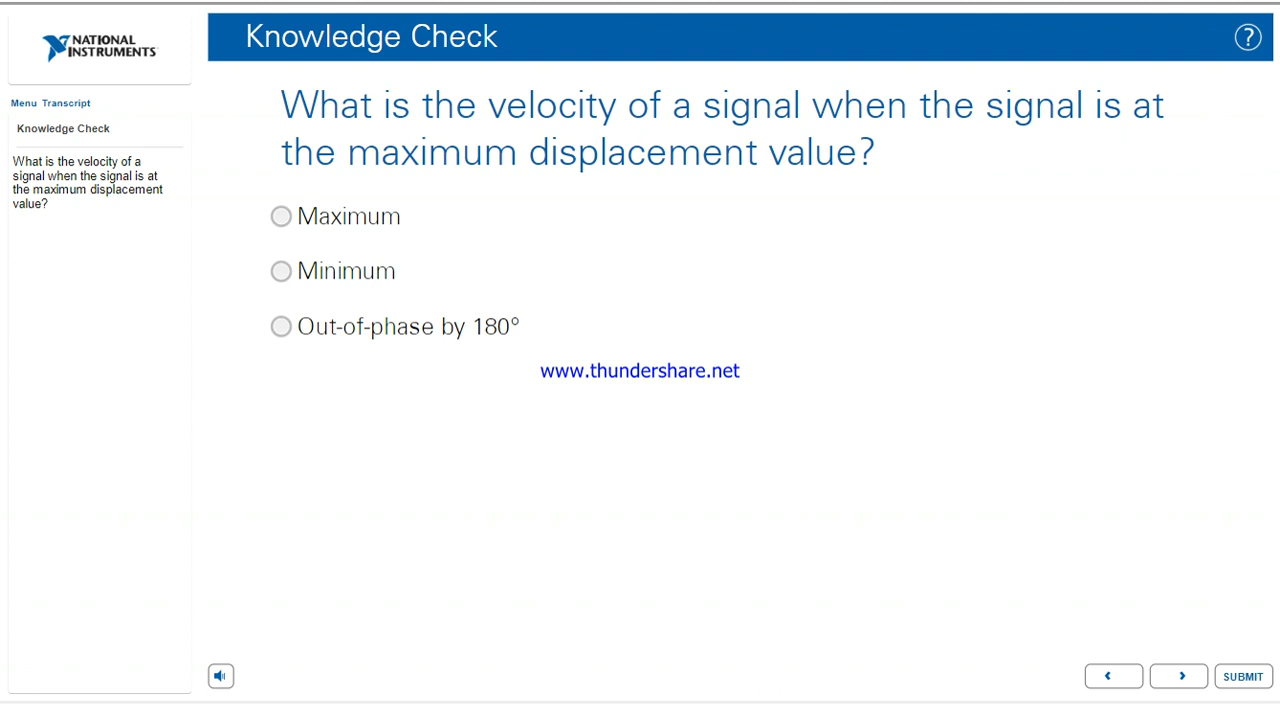 NATIONAL
INSTRUMENTS
Knowledge Check
?
Menu Transcript
Knowledge Check
What is the velocity of a
signal when the signal is at
the maximum displacement
value?
What is the velocity of a signal when the signal is at
the maximum displacement value?
Maximum
Minimum
Out-of-phase by 180°
www.thundershare.net
SUBMIT